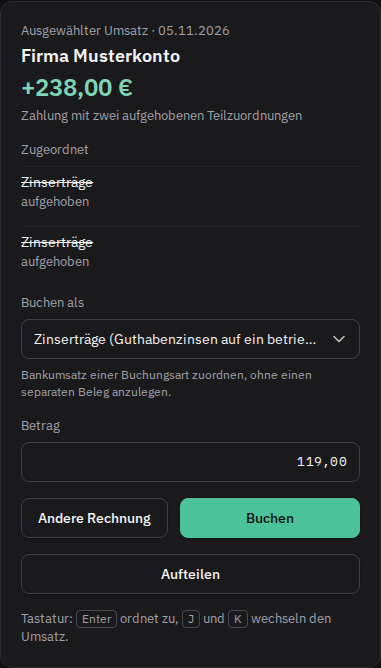 Ausgewählter Umsatz · 05.11.2026
Firma Musterkonto
+238,00 €
Zahlung mit zwei aufgehobenen Teilzuordnungen
Zugeordnet
Zinserträge
aufgehoben
Zinserträge
aufgehoben
Buchen als
Zinserträge (Guthabenzinsen auf ein betrie...
Bankumsatz einer Buchungsart zuordnen, ohne einen
separaten Beleg anzulegen.
Betrag
119,00
Andere Rechnung Buchen
Aufteilen
Tastatur: Enter ordnet zu, J und K wechseln den
Umsatz.